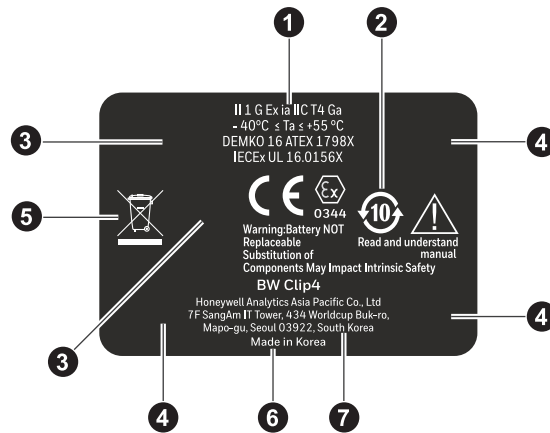 1
2
II 1 G Ex ia IIC T4 Ga
- 40°C ≤ Ta ≤ +55 °C
DEMKO 16 ATEX 1798X
IECEx UL 16.0156X
3
4
5
CE
Ex
0344
10
Warning:Battery NOT
Replaceable
Substitution of
Components May Impact Intrinsic Safety
Read and understand
manual
BW Clip4
Honeywell Analytics Asia Pacific Co., Ltd
7F SangAm IT Tower, 434 Worldcup Buk-ro,
Mapo-gu, Seoul 03922, South Korea
Made in Korea
4
3
4
6
7